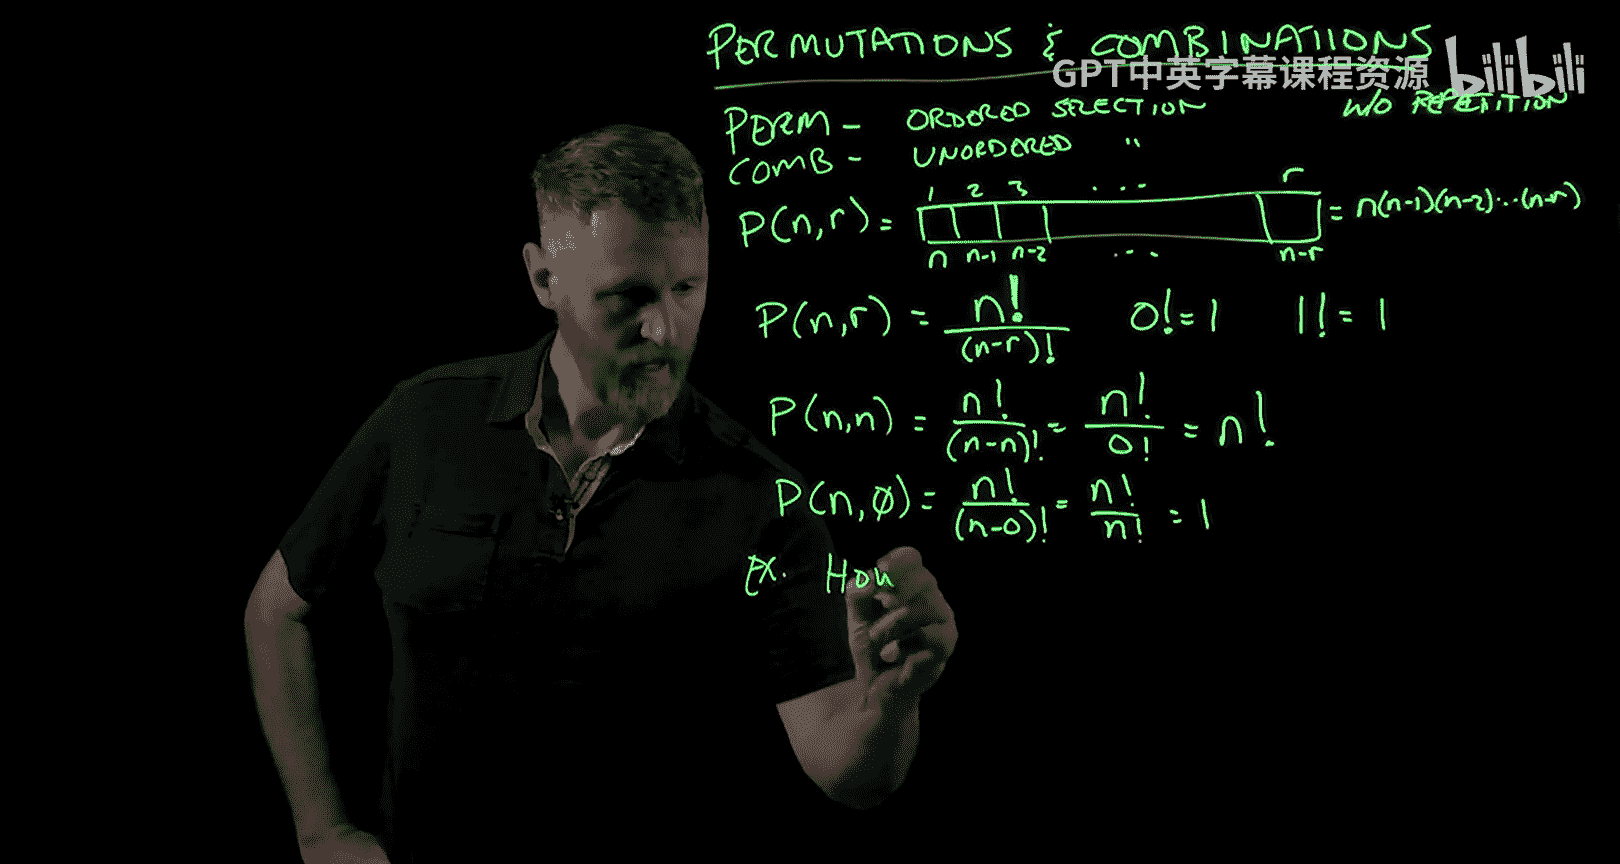 PERMUTATIONS & COMBINATIONS
GPT中英字幕课程资源 bilibili
PERM - ORDERED SELECTION W/O REPETITION
COMB - UNORDERED "
1 2 3 ... r
P(n,r) = = n(n-1)(n-2)...(n-r)
n n-1 n-2 ... n-r
P(n,r) = n!/(n-r)! 0! = 1 1! = 1
P(n,n) = n!/(n-n)! = n!/0! = n!
P(n,∅) = n!/(n-0)! = n!/n! = 1
EX. How